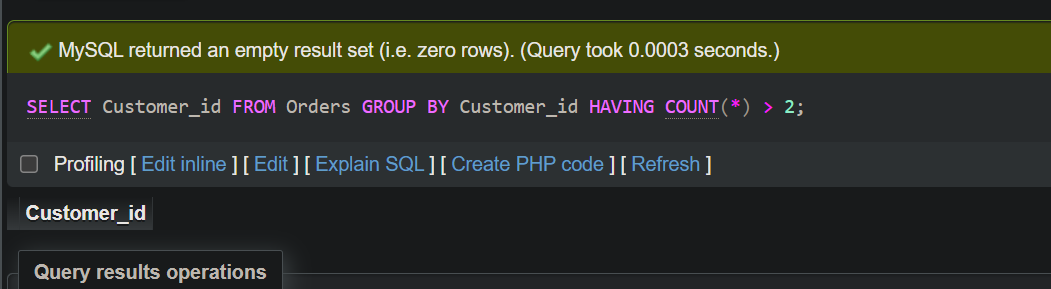 MySQL returned an empty result set (i.e. zero rows). (Query took 0.0003 seconds.)
SELECT Customer_id FROM Orders GROUP BY Customer_id HAVING COUNT(*) > 2;
Profiling [ Edit inline ] [ Edit ] [ Explain SQL ] [ Create PHP code ] [ Refresh ]
Customer_id
Query results operations